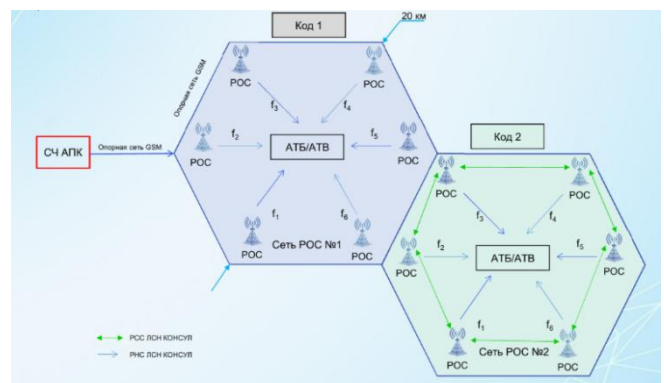 20 км
Код 1
РОС
РОС
Опорная сеть GSM
f3
f4
СЧ АПК
Опорная сеть GSM
РОС
f2
АТБ/АТВ
f5
РОС
Код 2
f1
f6
РОС
Сеть РОС №1
РОС
РОС
РОС
f3
f4
РОС
f2
АТБ/АТВ
f5
РОС
f1
f6
РОС
Сеть РОС №2
РОС
РСС ЛСН КОНСУЛ
РНС ЛСН КОНСУЛ